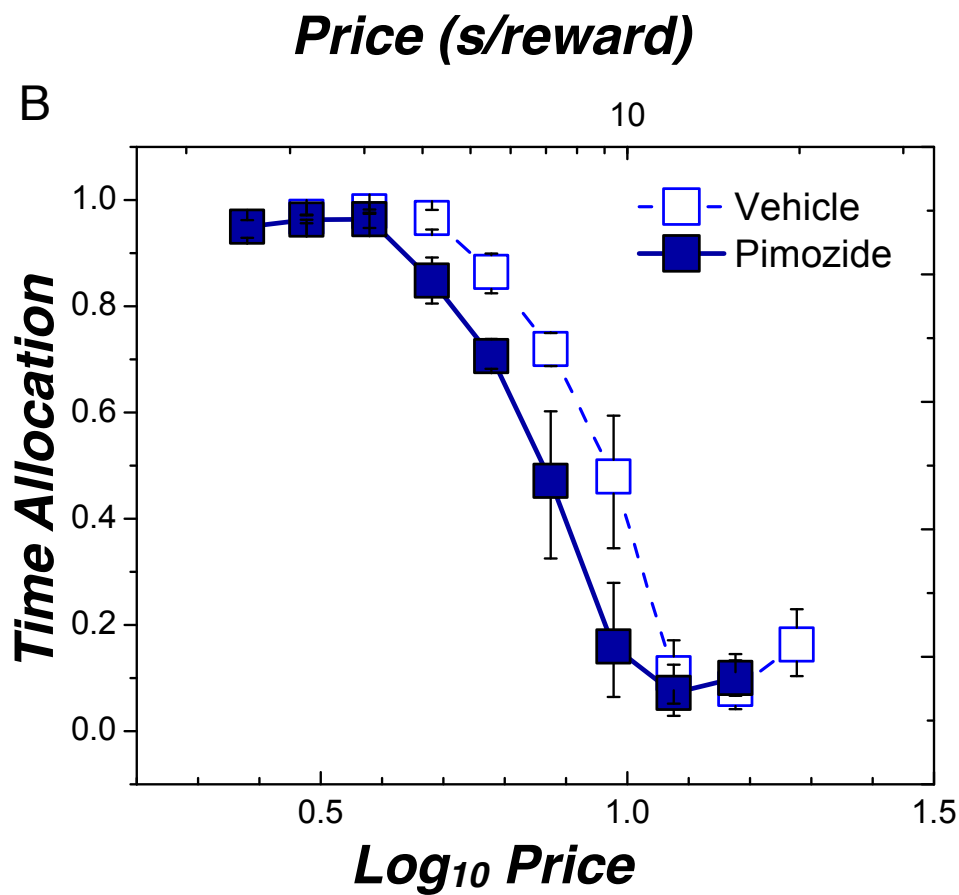 Price (s/reward)
B
10
1.0
0.8
0.6
0.4
0.2
0.0
Time Allocation
Vehicle
Pimozide
0.5
1.0
1.5
Log₁₀ Price